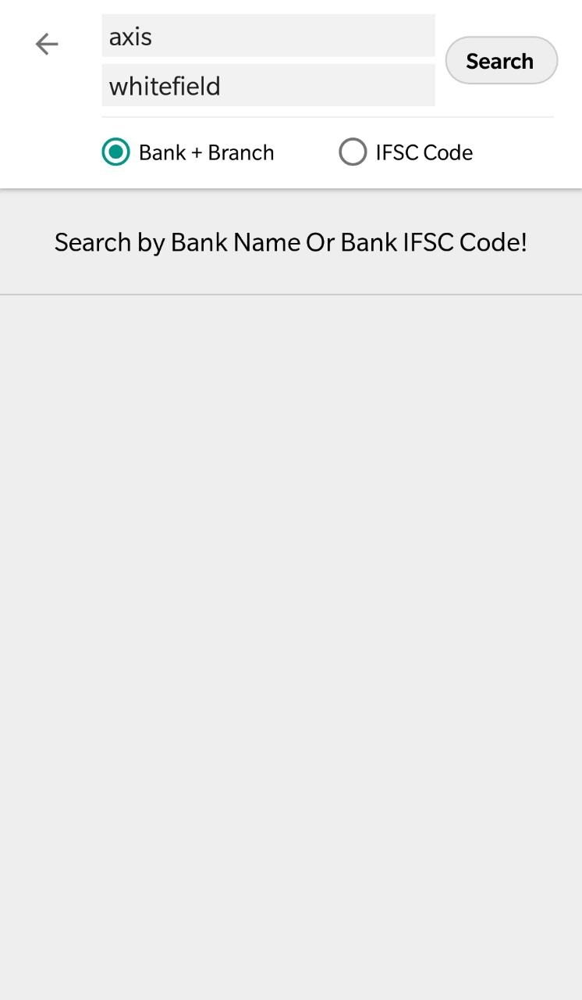 axis
Search
whitefield
Bank + Branch
IFSC Code
Search by Bank Name Or Bank IFSC Code!